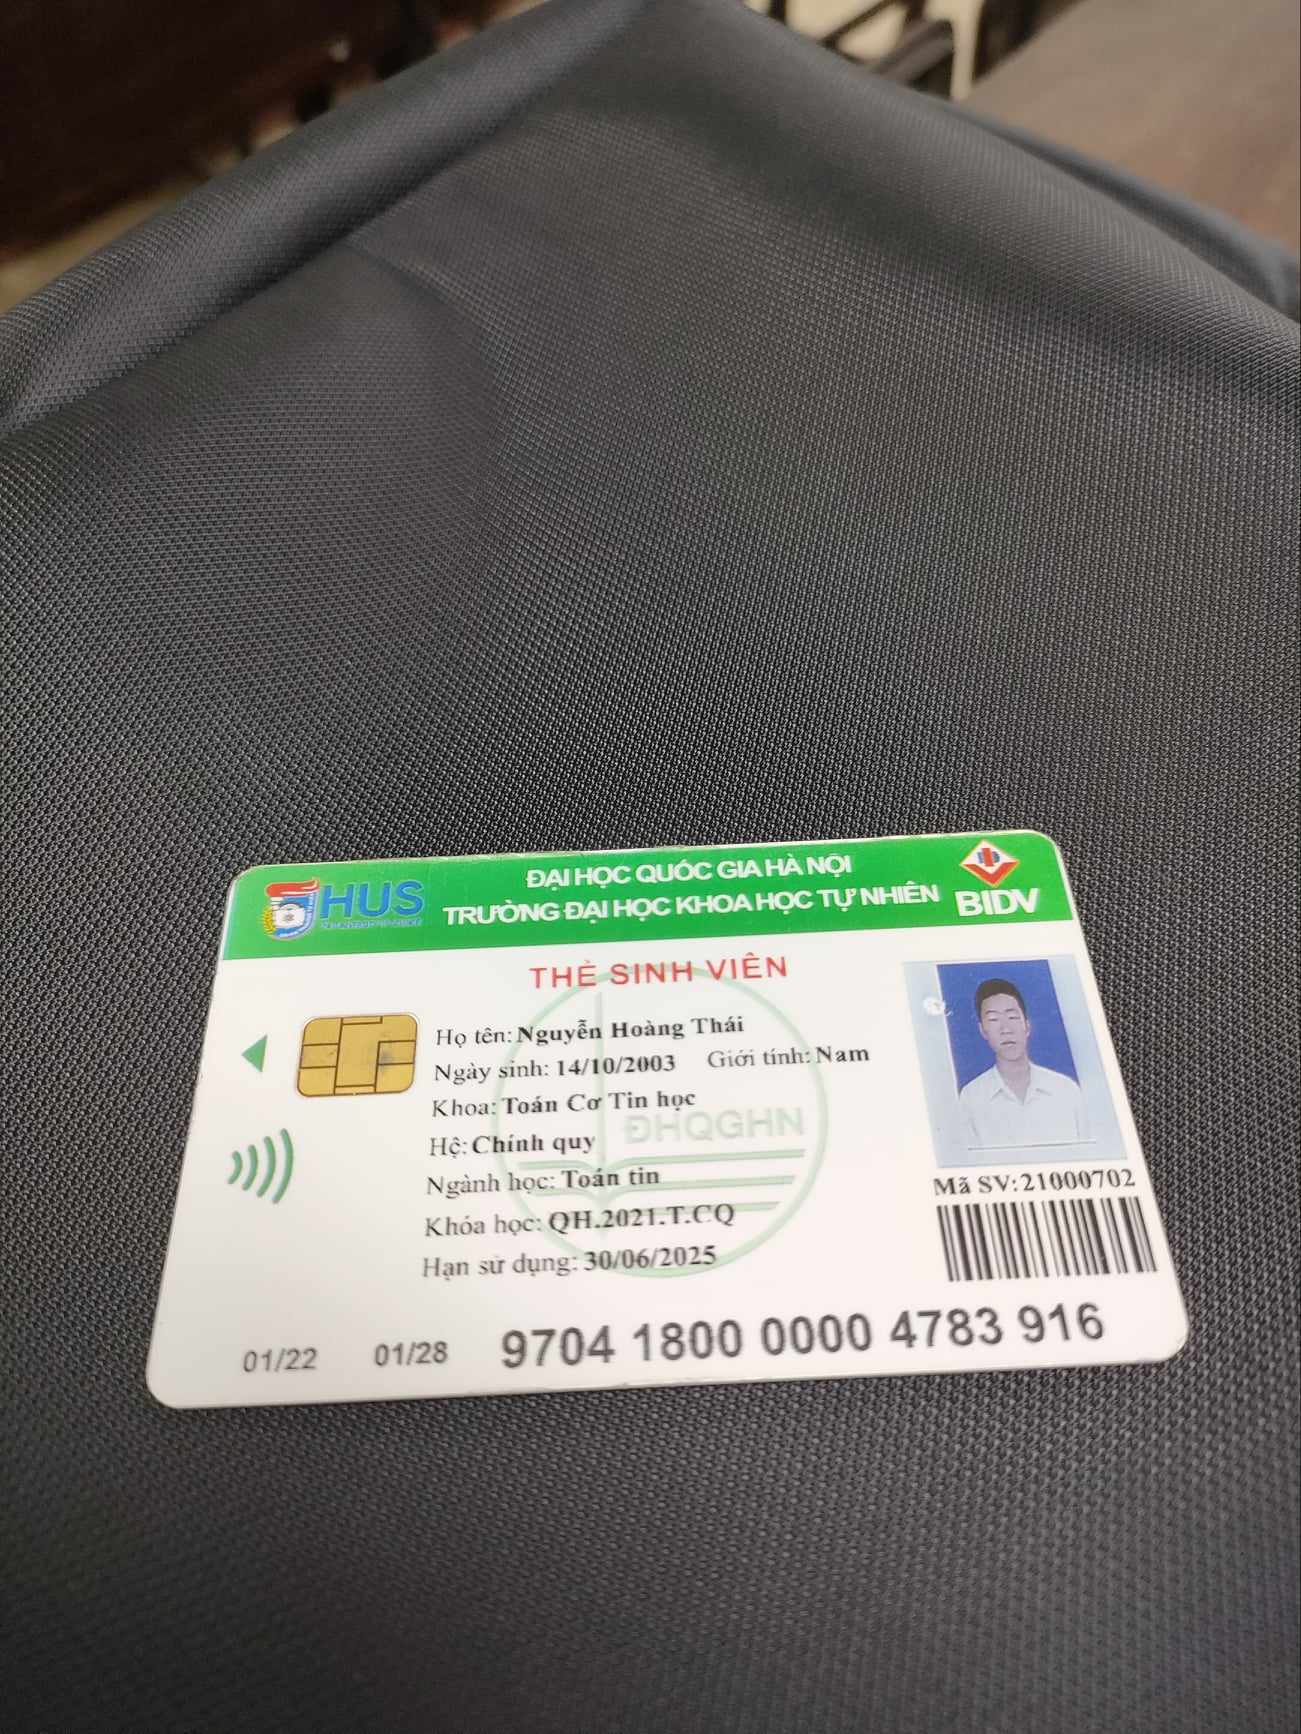 HUS
ĐẠI HỌC QUỐC GIA HÀ NỘI
TRƯỜNG ĐẠI HỌC KHOA HỌC TỰ NHIÊN
BIDV
THẺ SINH VIÊN
Họ tên: Nguyễn Hoàng Thái
Ngày sinh: 14/10/2003 Giới tính: Nam
Khoa: Toán Cơ Tin học
ĐHQGHN
Hệ: Chính quy
Ngành học: Toán tin
Mã SV:21000702
Khóa học: QH.2021.T.CQ
Hạn sử dụng: 30/06/2025
01/22 01/28 9704 1800 0000 4783 916